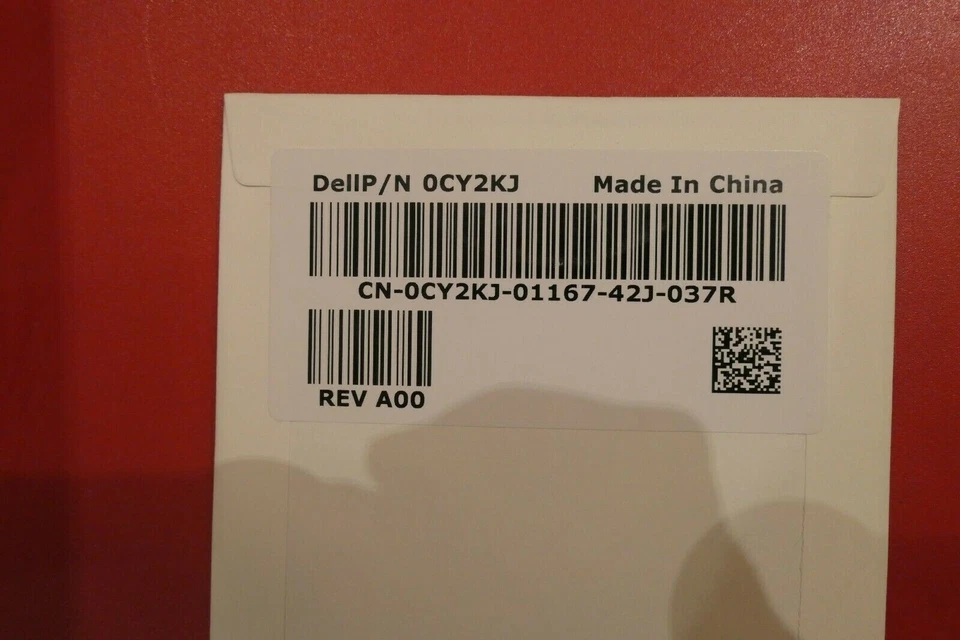 DellP/N 0CY2KJ Made In China
CN-0CY2KJ-01167-42J-037R
REV A00